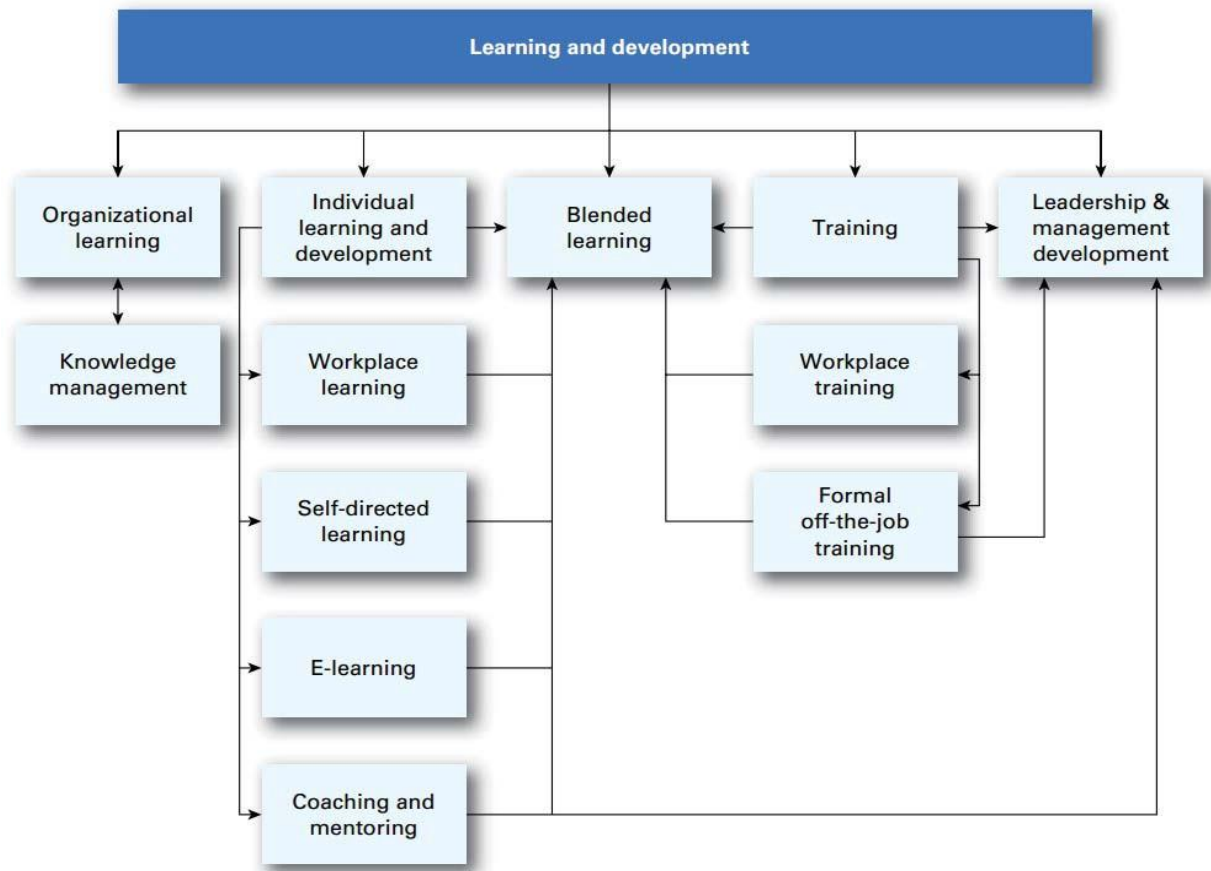 Learning and development
Organizational
learning
Individual
learning and
development
Blended
learning
Training
Leadership &
management
development
Knowledge
management
Workplace
learning
Workplace
training
Self-directed
learning
Formal
off-the-job
training
E-learning
Coaching and
mentoring